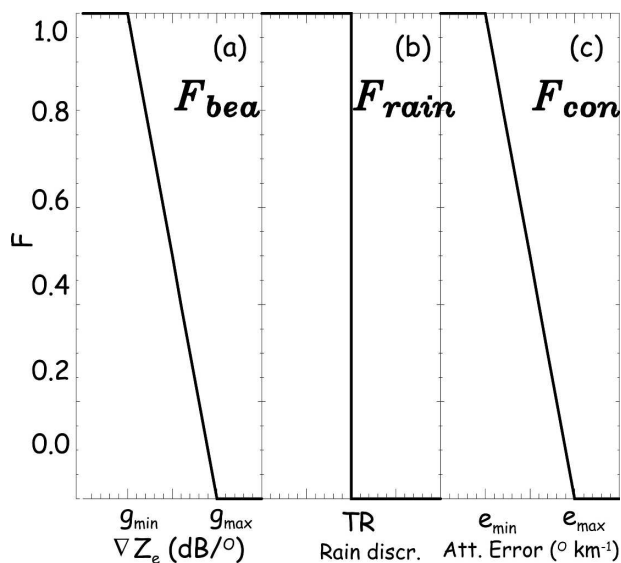 1.0
0.8
0.6
0.4
0.2
0.0
F
(a)
F_bea
(b)
F_rain
(c)
F_con
g_min g_max
∇Z_e (dB/°)
TR
Rain discr.
e_min e_max
Att. Error (° km⁻¹)